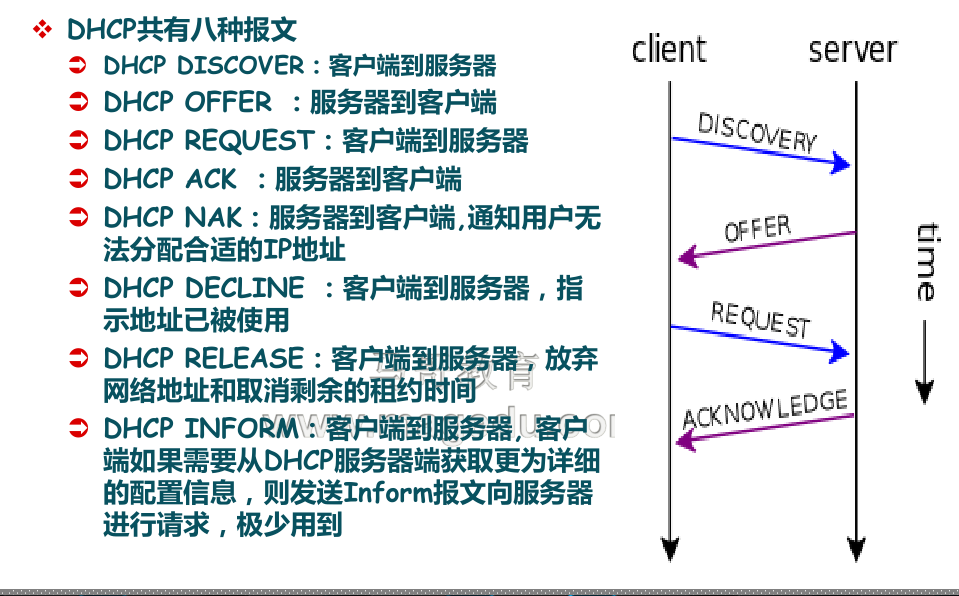 DHCP共有八种报文
DHCP DISCOVER：客户端到服务器
DHCP OFFER ：服务器到客户端
DHCP REQUEST：客户端到服务器
DHCP ACK ：服务器到客户端
DHCP NAK：服务器到客户端,通知用户无
法分配合适的IP地址
DHCP DECLINE ：客户端到服务器，指
示地址已被使用
DHCP RELEASE：客户端到服务器，放弃
网络地址和取消剩余的租约时间
DHCP INFORM：客户端到服务器, 客户
端如果需要从DHCP服务器端获取更为详细
的配置信息，则发送Inform报文向服务器
进行请求，极少用到
client
server
DISCOVERY
OFFER
REQUEST
ACKNOWLEDGE
time